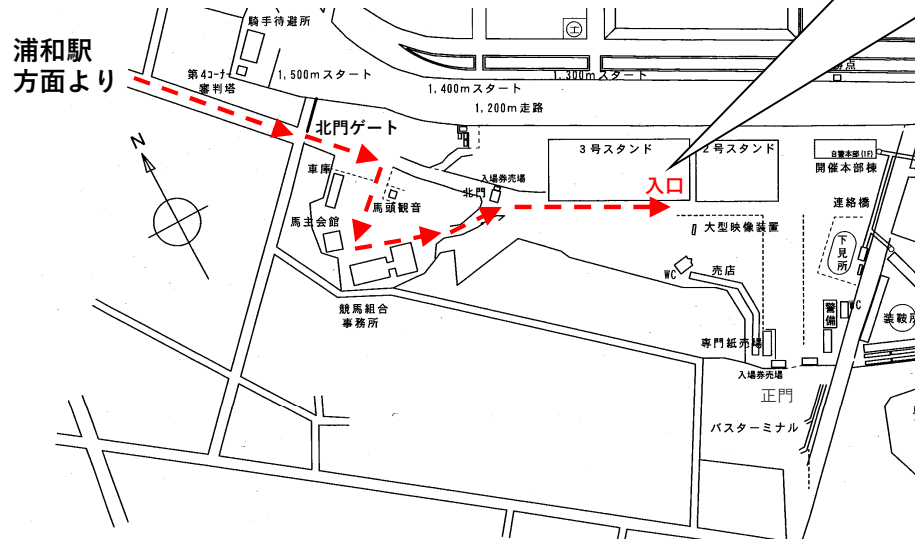 騎手待避所
㋓
浦和駅
方面より
第4コーナー
審判塔
1,500mスタート
1,400mスタート
1,300mスタート
1,200m走路
北門ゲート
3号スタンド
2号スタンド
自警本部(1F)
開催本部棟
車庫
入場券売場
北門
入口
馬頭観音
連絡橋
馬主会館
大型映像装置
下見所
N
WC
売店
競馬組合
事務所
警備
WC
装鞍所
専門紙売場
入場券売場
正門
バスターミナル